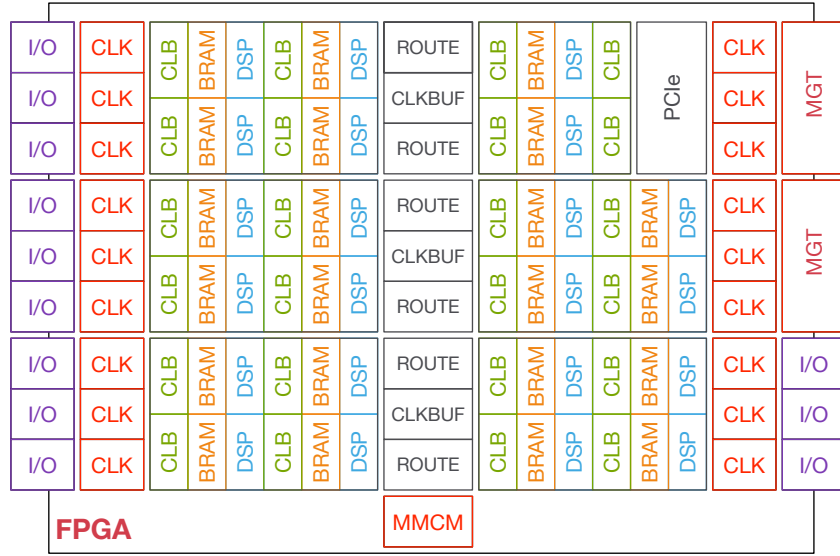 I/O CLK CLB BRAM DSP CLB BRAM DSP ROUTE CLB BRAM DSP CLB PCIe CLK MGT
I/O CLK CLKBUF CLK
I/O CLK CLB BRAM DSP CLB BRAM DSP ROUTE CLB BRAM DSP CLB CLK
I/O CLK CLB BRAM DSP CLB BRAM DSP ROUTE CLB BRAM DSP CLB BRAM DSP CLK MGT
I/O CLK CLKBUF CLK
I/O CLK CLB BRAM DSP CLB BRAM DSP ROUTE CLB BRAM DSP CLB BRAM DSP CLK
I/O CLK CLB BRAM DSP CLB BRAM DSP ROUTE CLB BRAM DSP CLB BRAM DSP CLK I/O
I/O CLK CLKBUF CLK I/O
I/O CLK CLB BRAM DSP CLB BRAM DSP ROUTE CLB BRAM DSP CLB BRAM DSP CLK I/O
FPGA MMCM